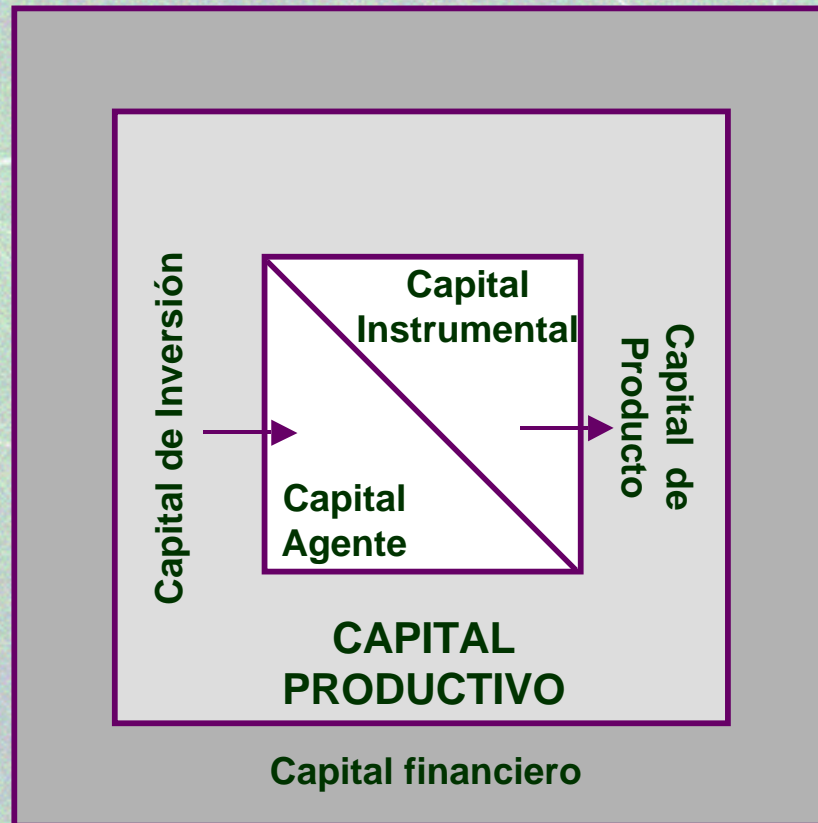 Capital de Inversión
Capital
Instrumental
Capital
Agente
Capital de
Producto
CAPITAL
PRODUCTIVO
Capital financiero